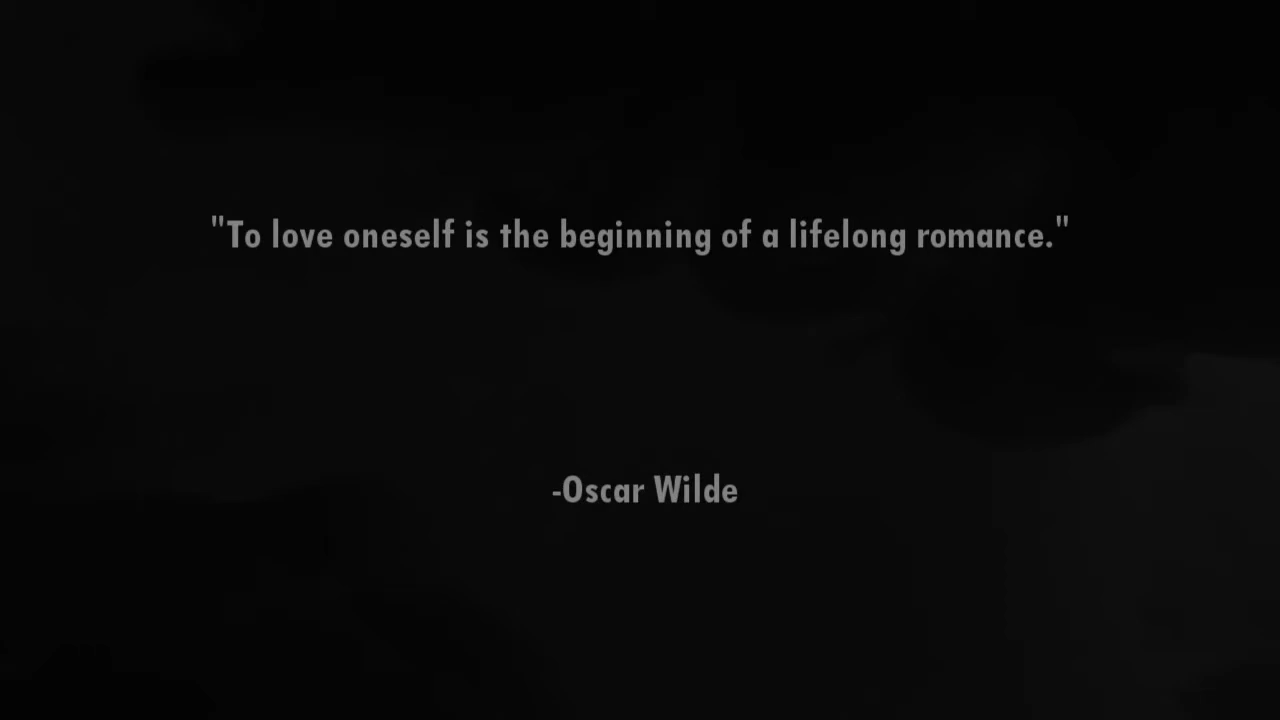 "To love oneself is the beginning of a lifelong romance."
-Oscar Wilde